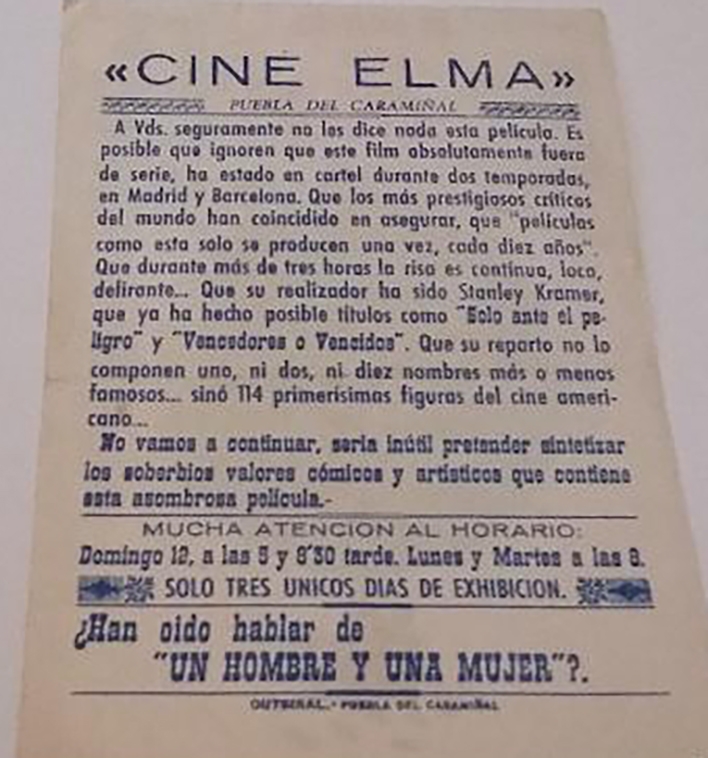 «CINE ELMA»
PUEBLA DEL CARAMIÑAL
A Vds. seguramente no les dice nada esta película. Es
posible que ignoren que este film absolutamente fuera
de serie, ha estado en cartel durante dos temporadas,
en Madrid y Barcelona. Que los más prestigiosos críticos
del mundo han coincidido en asegurar, que "películas
como esta solo se producen una vez, cada diez años".
Que durante más de tres horas la risa es continua, loca,
delirante... Que su realizador ha sido Stanley Kramer,
que ya ha hecho posible títulos como "Solo ante el pe-
ligro" y "Vencedores o Vencidos". Que su reparto no lo
componen uno, ni dos, ni diez nombres más o menos
famosos... sinó 114 primerísimas figuras del cine ameri-
cano...
No vamos a continuar, seria inútil pretender sintetizar
los soberbios valores cómicos y artísticos que contiene
esta asombrosa película.-
MUCHA ATENCION AL HORARIO:
Domingo 12, a las 5 y 8'30 tarde. Lunes y Martes a las 8.
SOLO TRES UNICOS DIAS DE EXHIBICION.
¿Han oido hablar de
"UN HOMBRE Y UNA MUJER"?.
OUTEIRAL.- PUEBLA DEL CARAMIÑAL